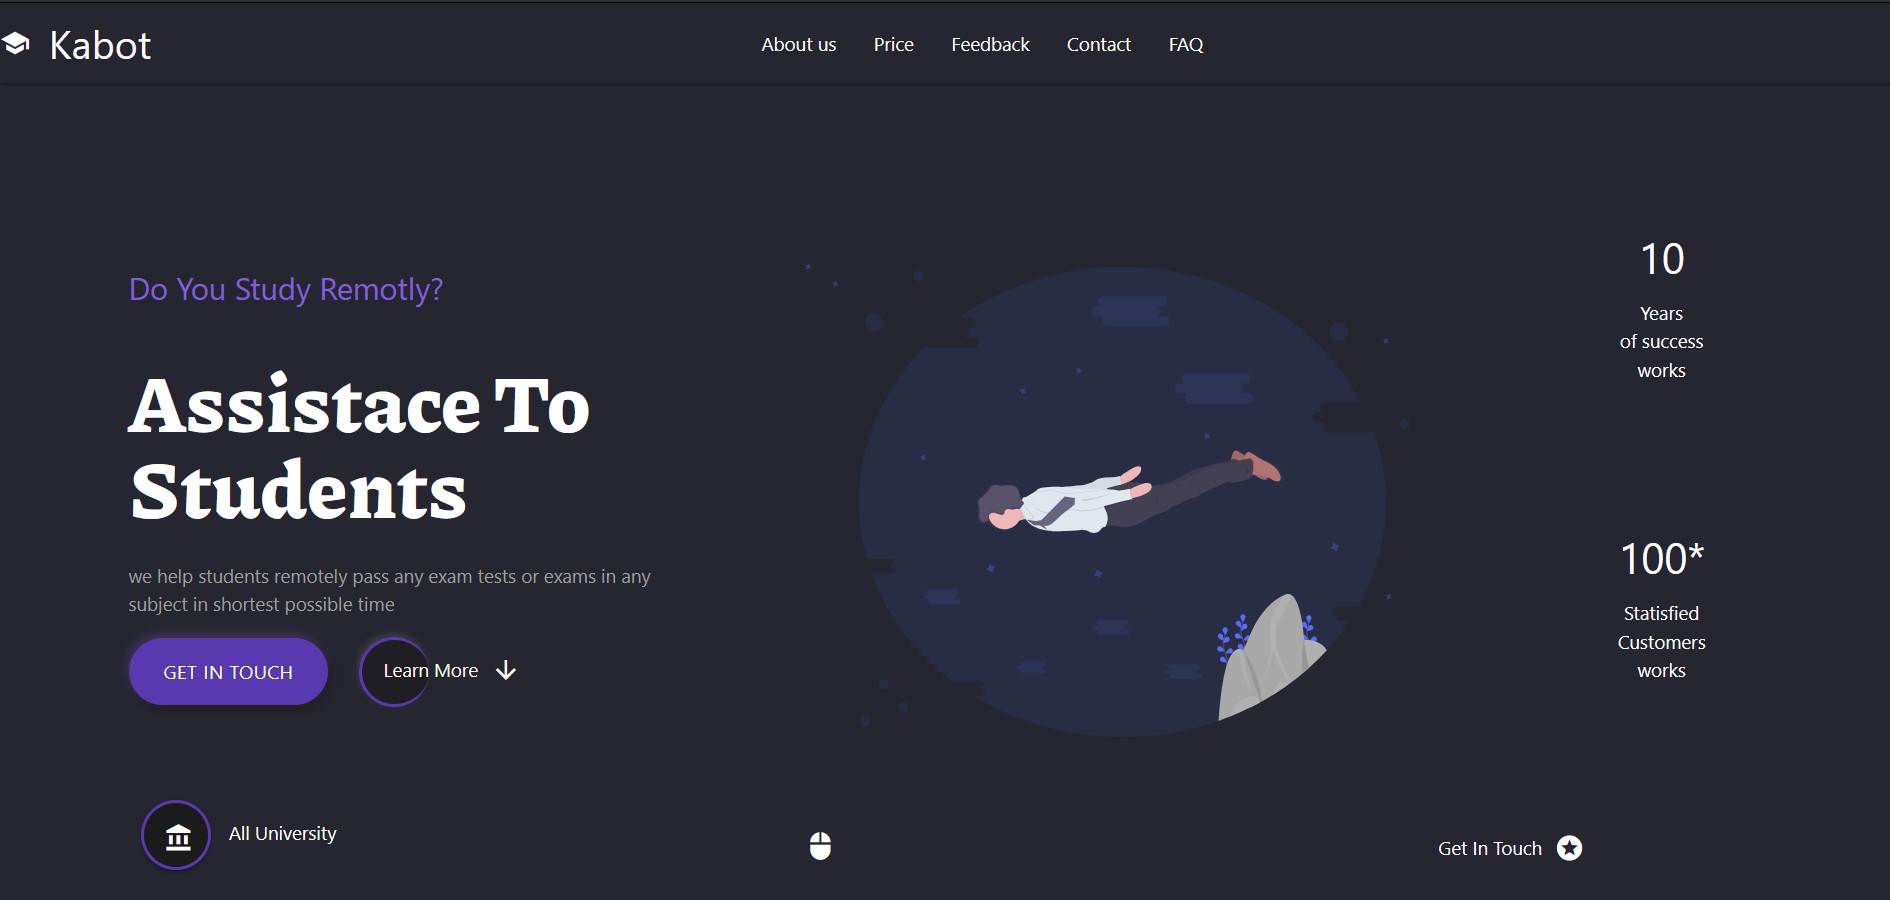 Kabot
About us
Price
Feedback
Contact
FAQ
Do You Study Remotly?
Assistace To
Students
we help students remotely pass any exam tests or exams in any
subject in shortest possible time
GET IN TOUCH
Learn More
10
Years
of success
works
100*
Statisfied
Customers
works
All University
Get In Touch